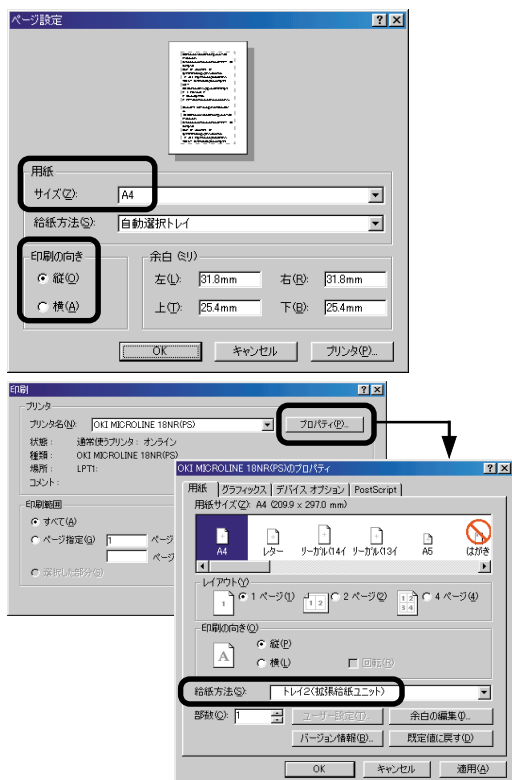 ページ設定
用紙
サイズ(Z): A4
給紙方法(S): 自動選択トレイ
印刷の向き
縦(O)
横(A)
余白(ミリ)
左(L): 31.8mm 右(R): 31.8mm
上(T): 25.4mm 下(B): 25.4mm
OK キャンセル プリンタ(P)...
印刷
プリンタ
プリンタ名(N): OKI MICROLINE 18NR(PS) プロパティ(P)...
状態: 通常使うプリンタ: オンライン
種類: OKI MICROLINE 18NR(PS)
場所: LPT1:
コメント:
印刷範囲
すべて(A)
ページ指定(G) 1 ページ
ページ
選択した部分(S)
OKI MICROLINE 18NR(PS)のプロパティ
用紙 グラフィックス デバイス オプション PostScript
用紙サイズ(Z): A4 (209.9 x 297.0 mm)
A4 レター リーガル(14イ リーガル(13イ A5 はがき
レイアウト(Y)
1 ページ(1) 2 ページ(2) 4 ページ(4)
印刷の向き(O)
縦(P)
横(L) 回転(R)
給紙方法(S): トレイ2(拡張給紙ユニット)
部数(C): 1 ユーザー設定(T)... 余白の編集(I)...
バージョン情報(B)... 既定値に戻す(D)
OK キャンセル 適用(A)